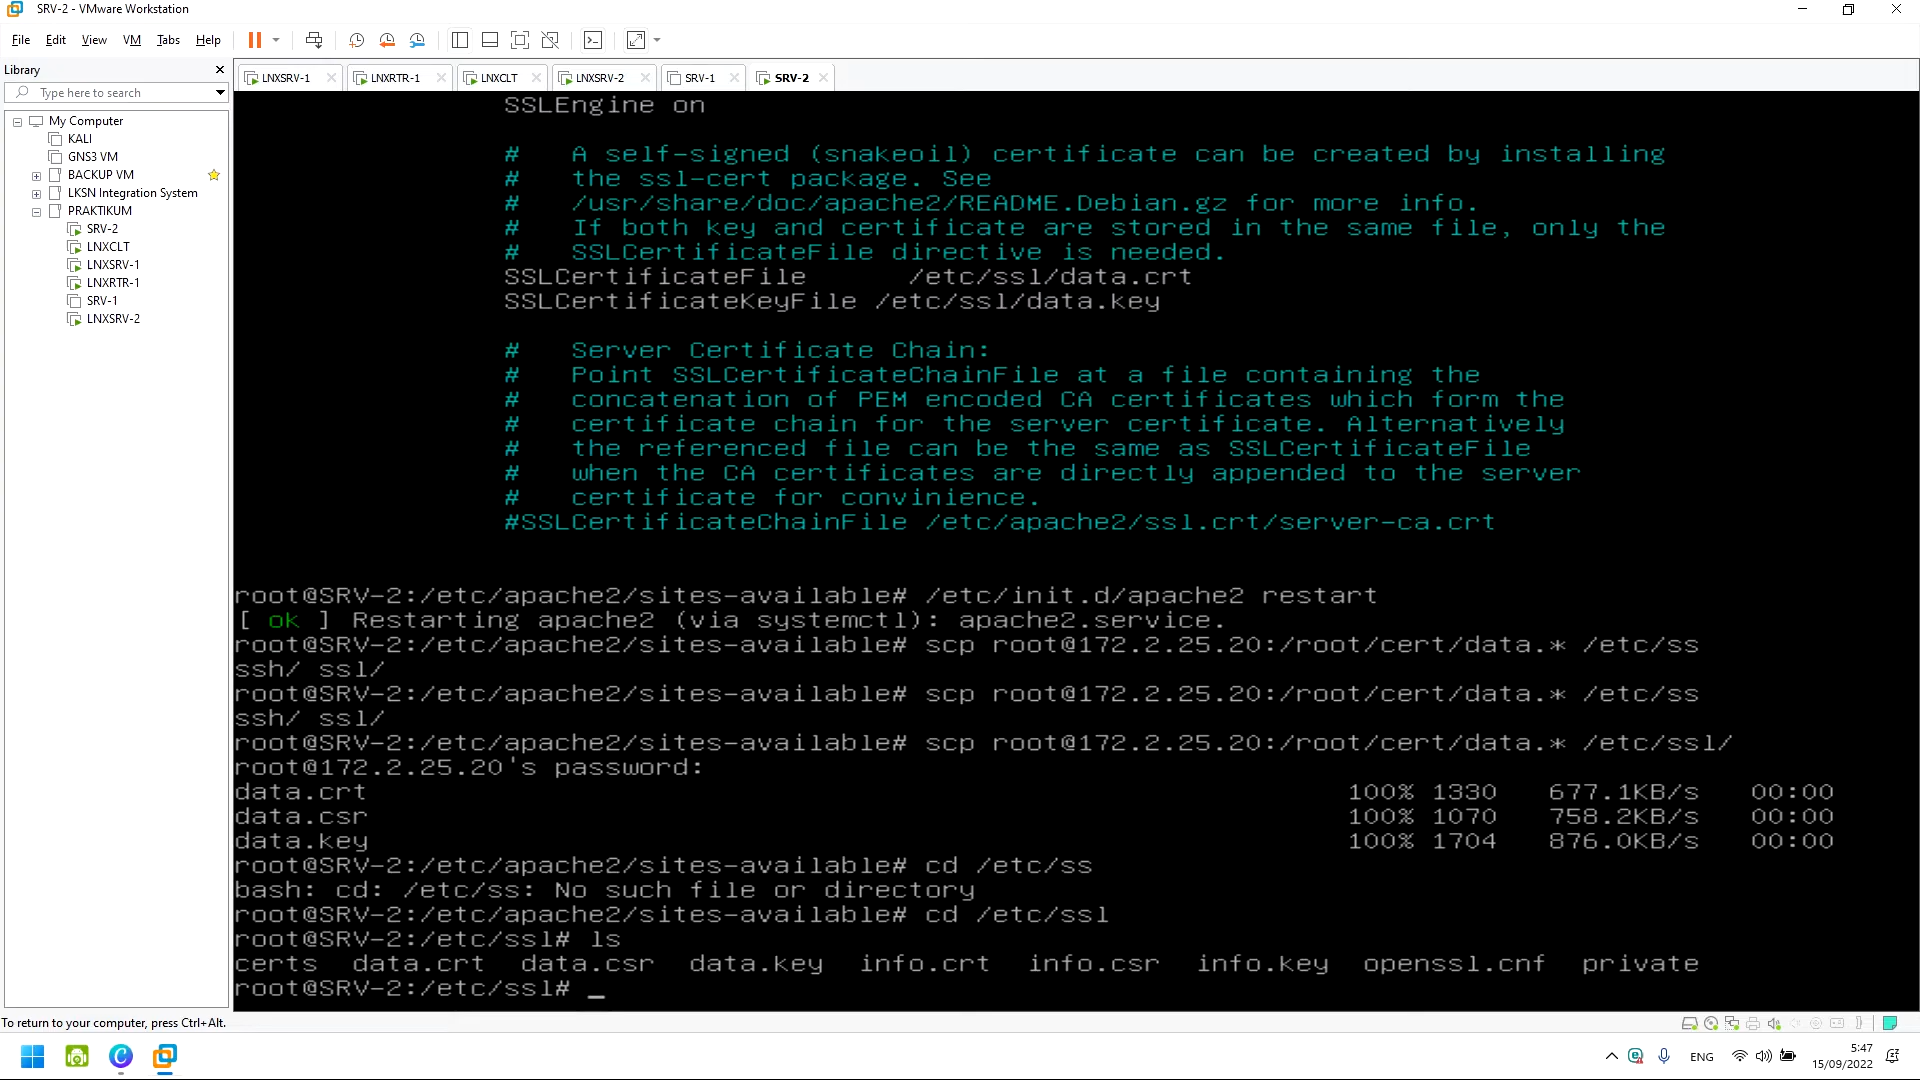 SRV-2 - VMware Workstation
File Edit View VM Tabs Help
Library
Type here to search
My Computer
KALI
GNS3 VM
BACKUP VM
LKSN Integration System
PRAKTIKUM
SRV-2
LNXCLT
LNXSRV-1
LNXRTR-1
SRV-1
LNXSRV-2
LNXSRV-1 LNXRTR-1 LNXCLT LNXSRV-2 SRV-1 SRV-2
SSLEngine on
#   A self-signed (snakeoil) certificate can be created by installing
#   the ssl-cert package. See
#   /usr/share/doc/apache2/README.Debian.gz for more info.
#   If both key and certificate are stored in the same file, only the
#   SSLCertificateFile directive is needed.
SSLCertificateFile      /etc/ssl/data.crt
SSLCertificateKeyFile /etc/ssl/data.key
#   Server Certificate Chain:
#   Point SSLCertificateChainFile at a file containing the
#   concatenation of PEM encoded CA certificates which form the
#   certificate chain for the server certificate. Alternatively
#   the referenced file can be the same as SSLCertificateFile
#   when the CA certificates are directly appended to the server
#   certificate for convinience.
#SSLCertificateChainFile /etc/apache2/ssl.crt/server-ca.crt
root@SRV-2:/etc/apache2/sites-available# /etc/init.d/apache2 restart
[ ok ] Restarting apache2 (via systemctl): apache2.service.
root@SRV-2:/etc/apache2/sites-available# scp root@172.2.25.20:/root/cert/data.* /etc/ss
ssh/ ssl/
root@SRV-2:/etc/apache2/sites-available# scp root@172.2.25.20:/root/cert/data.* /etc/ss
ssh/ ssl/
root@SRV-2:/etc/apache2/sites-available# scp root@172.2.25.20:/root/cert/data.* /etc/ssl/
root@172.2.25.20's password:
data.crt 100% 1330 677.1KB/s 00:00
data.csr 100% 1070 758.2KB/s 00:00
data.key 100% 1704 876.0KB/s 00:00
root@SRV-2:/etc/apache2/sites-available# cd /etc/ss
bash: cd: /etc/ss: No such file or directory
root@SRV-2:/etc/apache2/sites-available# cd /etc/ssl
root@SRV-2:/etc/ssl# ls
certs  data.crt  data.csr  data.key  info.crt  info.csr  info.key  openssl.cnf  private
root@SRV-2:/etc/ssl# _
To return to your computer, press Ctrl+Alt.
ENG
5:47
15/09/2022